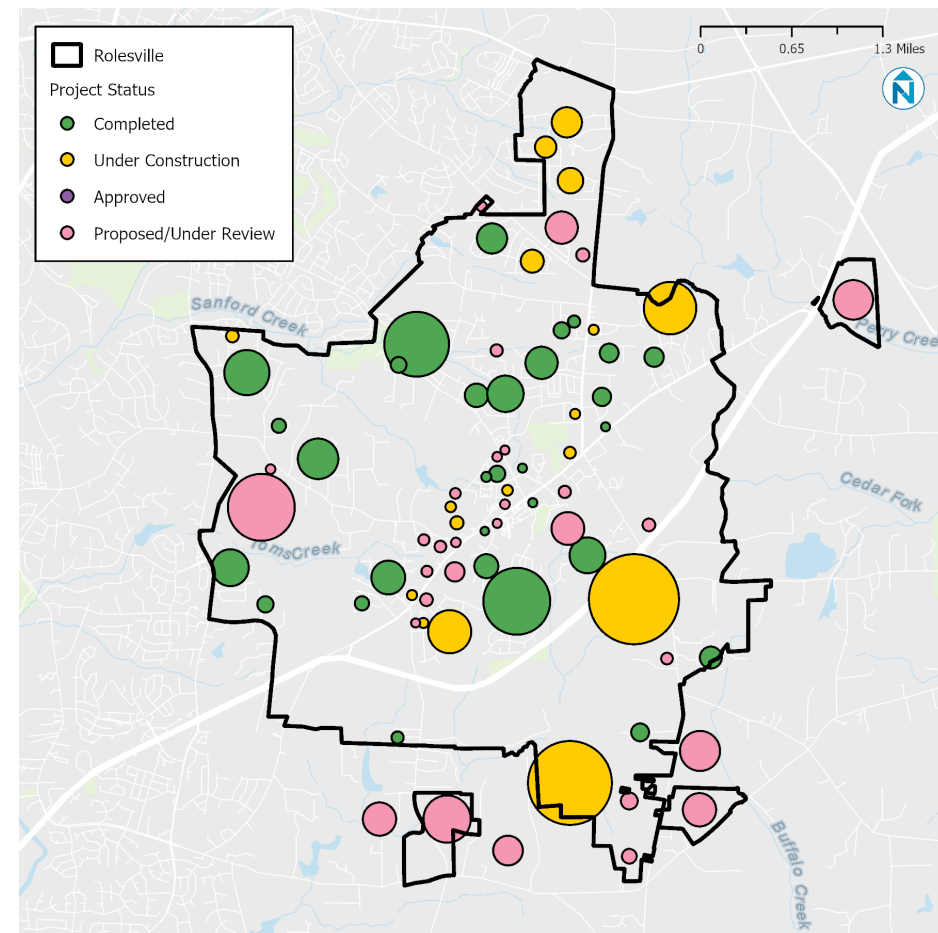 Rolesville
Project Status
Completed
Under Construction
Approved
Proposed/Under Review
0 0.65 1.3 Miles
N
Sanford Creek
Perry Cree
Cedar Fork
TomsCreek
Buffalo Creek